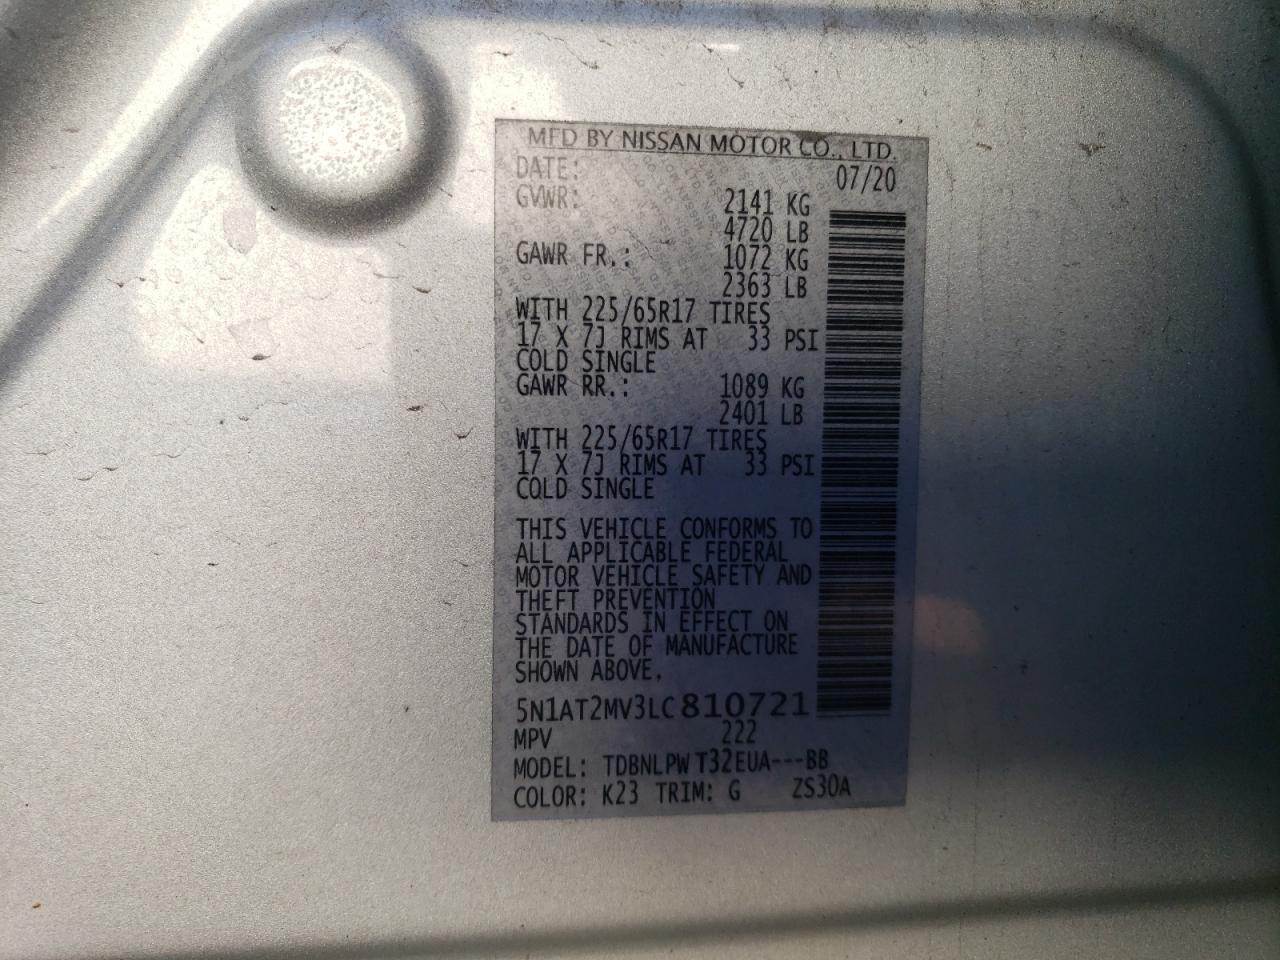 MFD BY NISSAN MOTOR CO., LTD.
DATE: 07/20
GVWR: 2141 KG
4720 LB
GAWR FR.: 1072 KG
2363 LB
WITH 225/65R17 TIRES
17 X 7J RIMS AT 33 PSI
COLD SINGLE
GAWR RR.: 1089 KG
2401 LB
WITH 225/65R17 TIRES
17 X 7J RIMS AT 33 PSI
COLD SINGLE
THIS VEHICLE CONFORMS TO
ALL APPLICABLE FEDERAL
MOTOR VEHICLE SAFETY AND
THEFT PREVENTION
STANDARDS IN EFFECT ON
THE DATE OF MANUFACTURE
SHOWN ABOVE.
5N1AT2MV3LC810721
MPV 222
MODEL: TDBNLPW T32EUA---BB
COLOR: K23 TRIM: G ZS30A